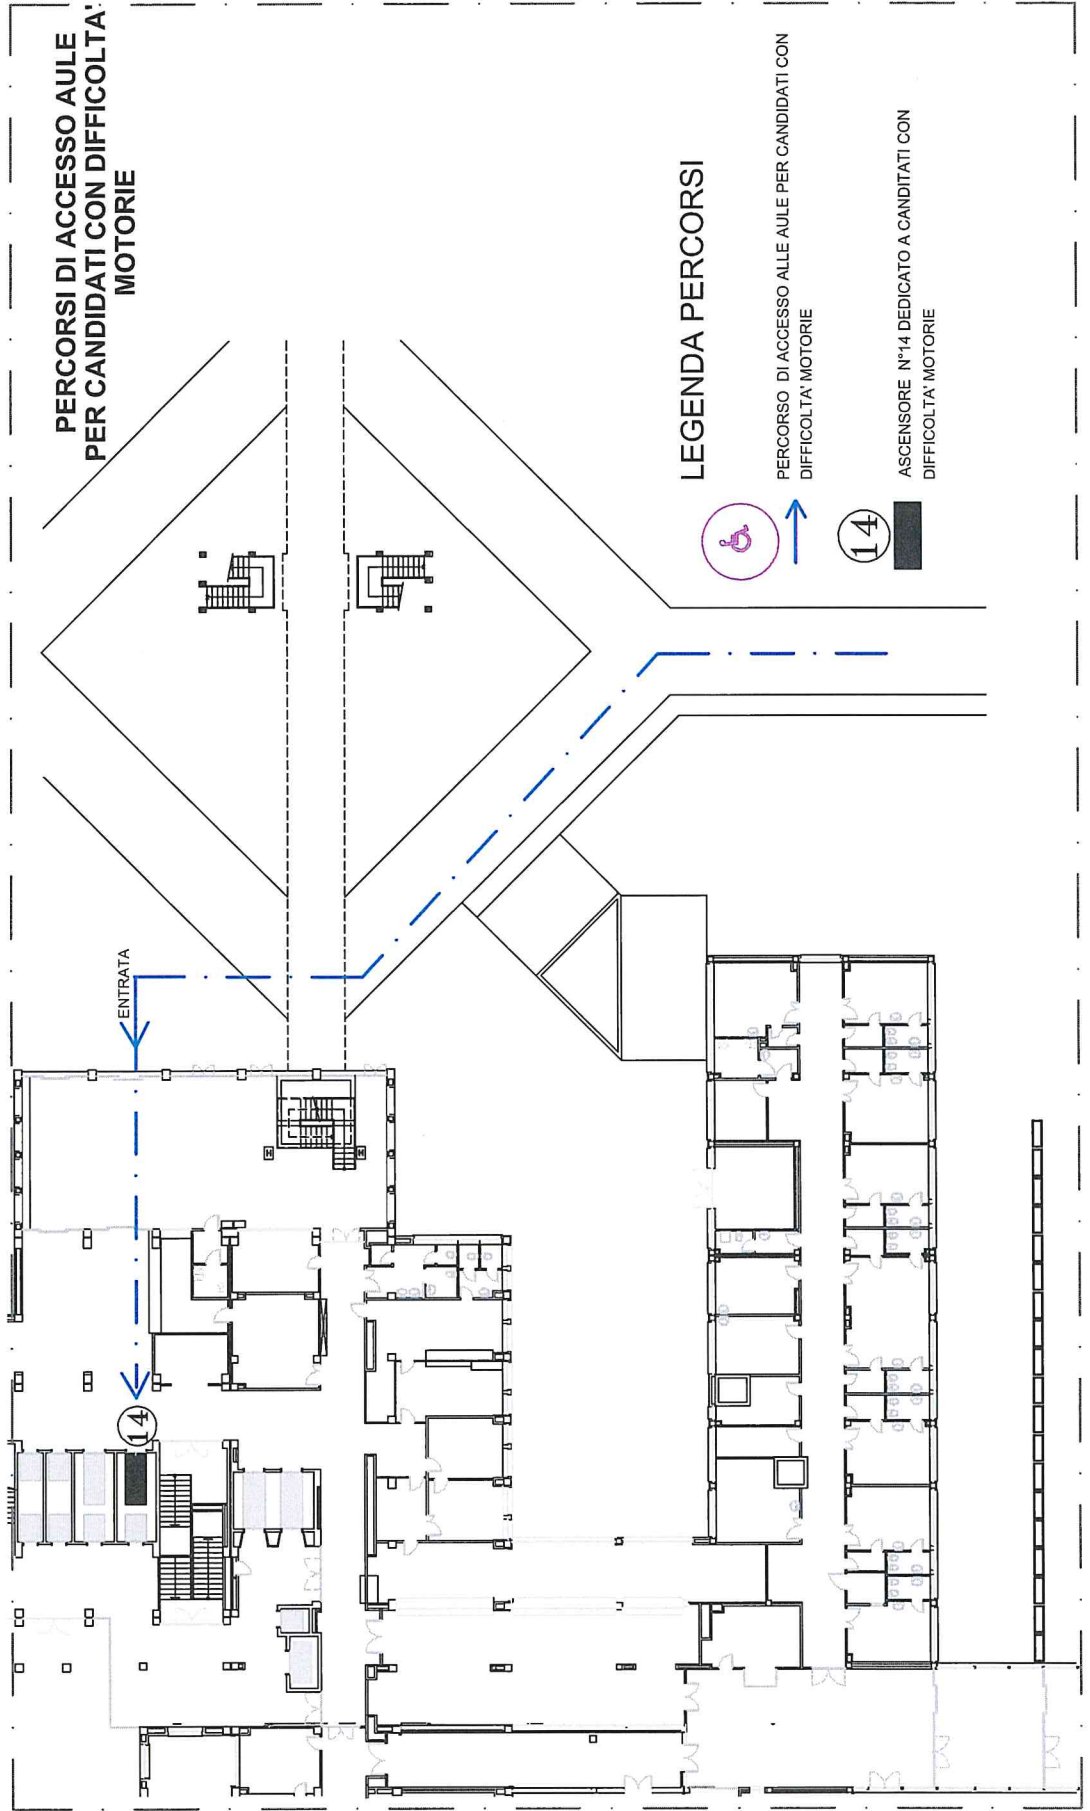 PERCORSI DI ACCESSO AULE
PER CANDIDATI CON DIFFICOLTA'
MOTORIE
ENTRATA
14
LEGENDA PERCORSI
PERCORSO DI ACCESSO ALLE AULE PER CANDIDATI CON
DIFFICOLTA' MOTORIE
14
ASCENSORE N°14 DEDICATO A CANDITATI CON
DIFFICOLTA' MOTORIE
H
H